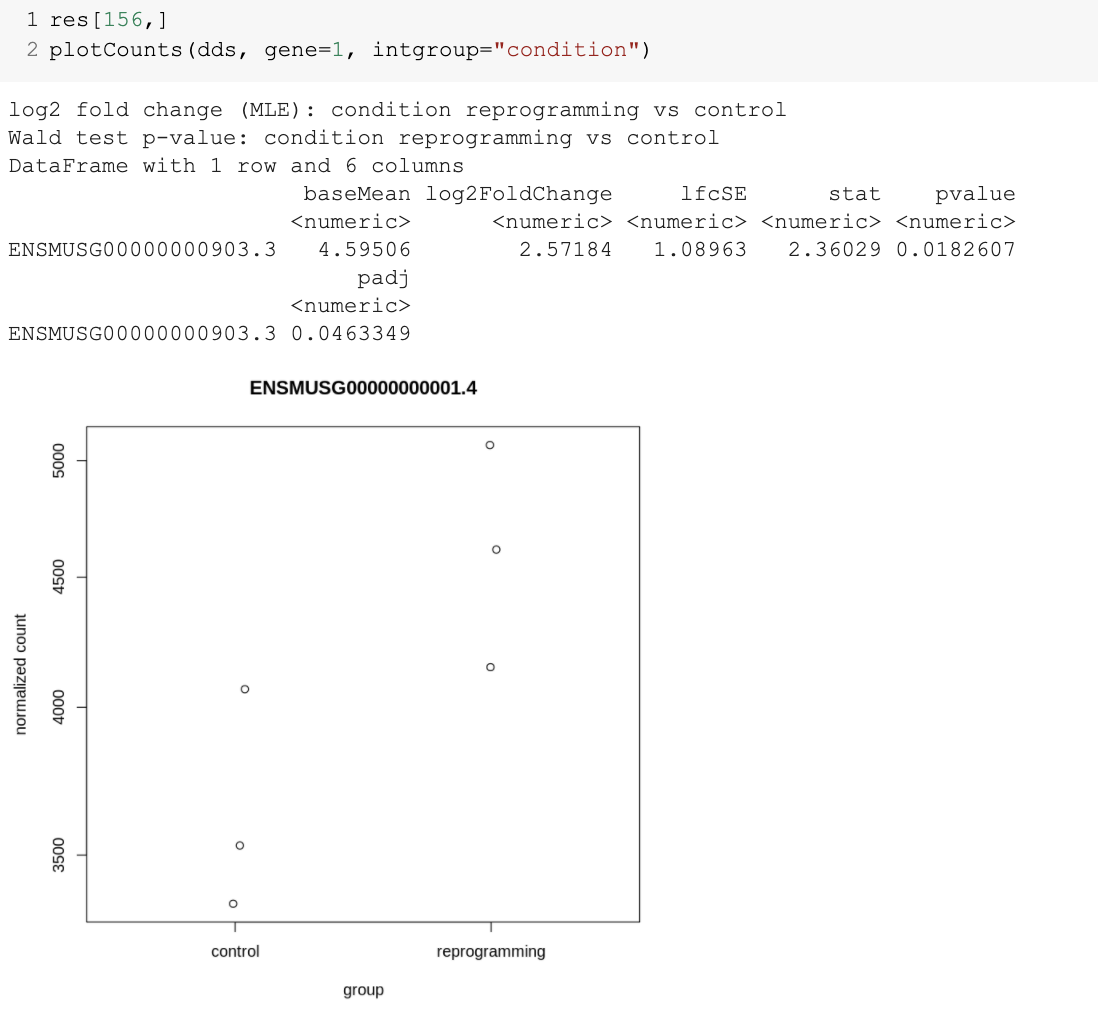 1 res[156,]
2 plotCounts(dds, gene=1, intgroup="condition")
log2 fold change (MLE): condition reprogramming vs control
Wald test p-value: condition reprogramming vs control
DataFrame with 1 row and 6 columns
baseMean log2FoldChange lfcSE stat pvalue
<numeric> <numeric> <numeric> <numeric> <numeric>
ENSMUSG00000000903.3 4.59506 2.57184 1.08963 2.36029 0.0182607
padj
<numeric>
ENSMUSG00000000903.3 0.0463349
ENSMUSG00000000001.4
5000
4500
4000
3500
normalized count
control reprogramming
group